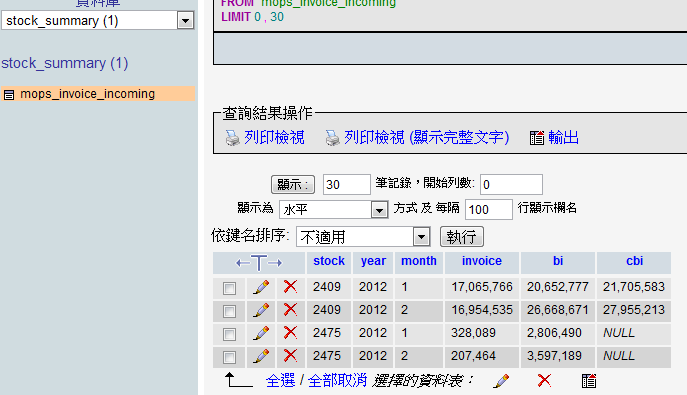 資料庫
stock_summary (1)
stock_summary (1)
mops_invoice_incoming
FROM mops_invoice_incoming
LIMIT 0 , 30
查詢結果操作
列印檢視 列印檢視 (顯示完整文字) 輸出
顯示 : 30 筆記錄，開始列數: 0
顯示為 水平 方式 及 每隔 100 行顯示欄名
依鍵名排序: 不適用 執行
←T→ stock year month invoice bi cbi
2409 2012 1 17,065,766 20,652,777 21,705,583
2409 2012 2 16,954,535 26,668,671 27,955,213
2475 2012 1 328,089 2,806,490 NULL
2475 2012 2 207,464 3,597,189 NULL
全選 / 全部取消 選擇的資料表：